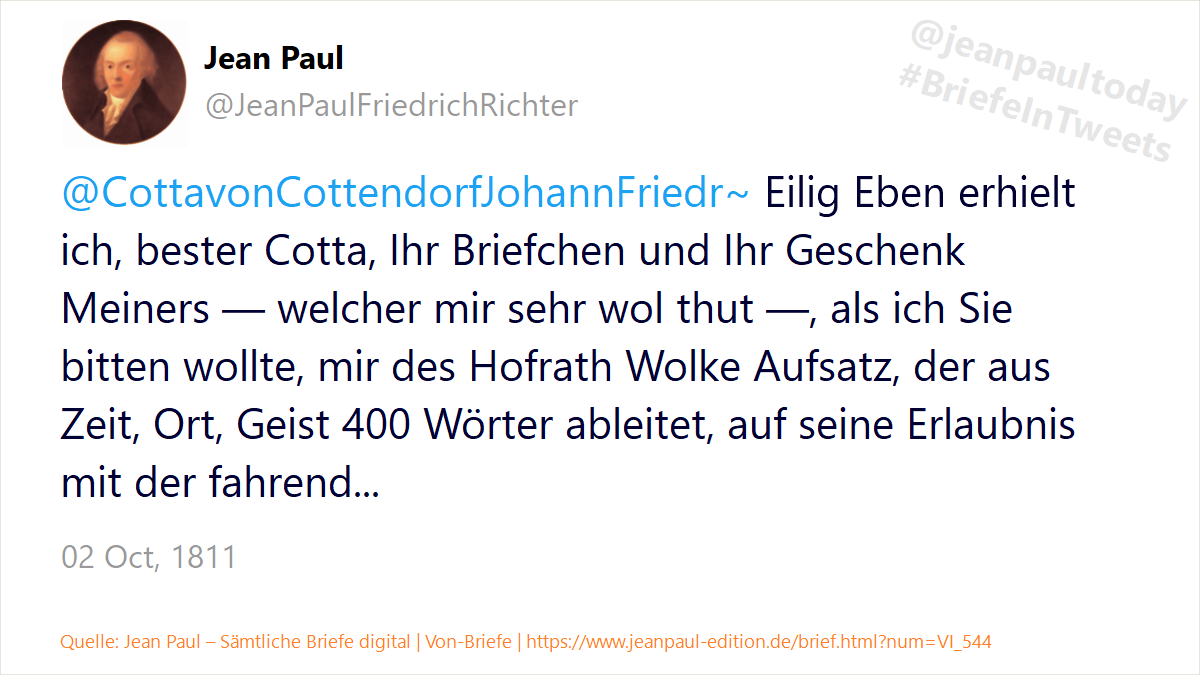 Jean Paul
@JeanPaulFriedrichRichter
@jeanpaultoday
#BriefeInTweets
@CottavonCottendorfJohannFriedr~ Eilig Eben erhielt
ich, bester Cotta, Ihr Briefchen und Ihr Geschenk
Meiners — welcher mir sehr wol thut —, als ich Sie
bitten wollte, mir des Hofrath Wolke Aufsatz, der aus
Zeit, Ort, Geist 400 Wörter ableitet, auf seine Erlaubnis
mit der fahrend...
02 Oct, 1811
Quelle: Jean Paul – Sämtliche Briefe digital | Von-Briefe | https://www.jeanpaul-edition.de/brief.html?num=VI_544